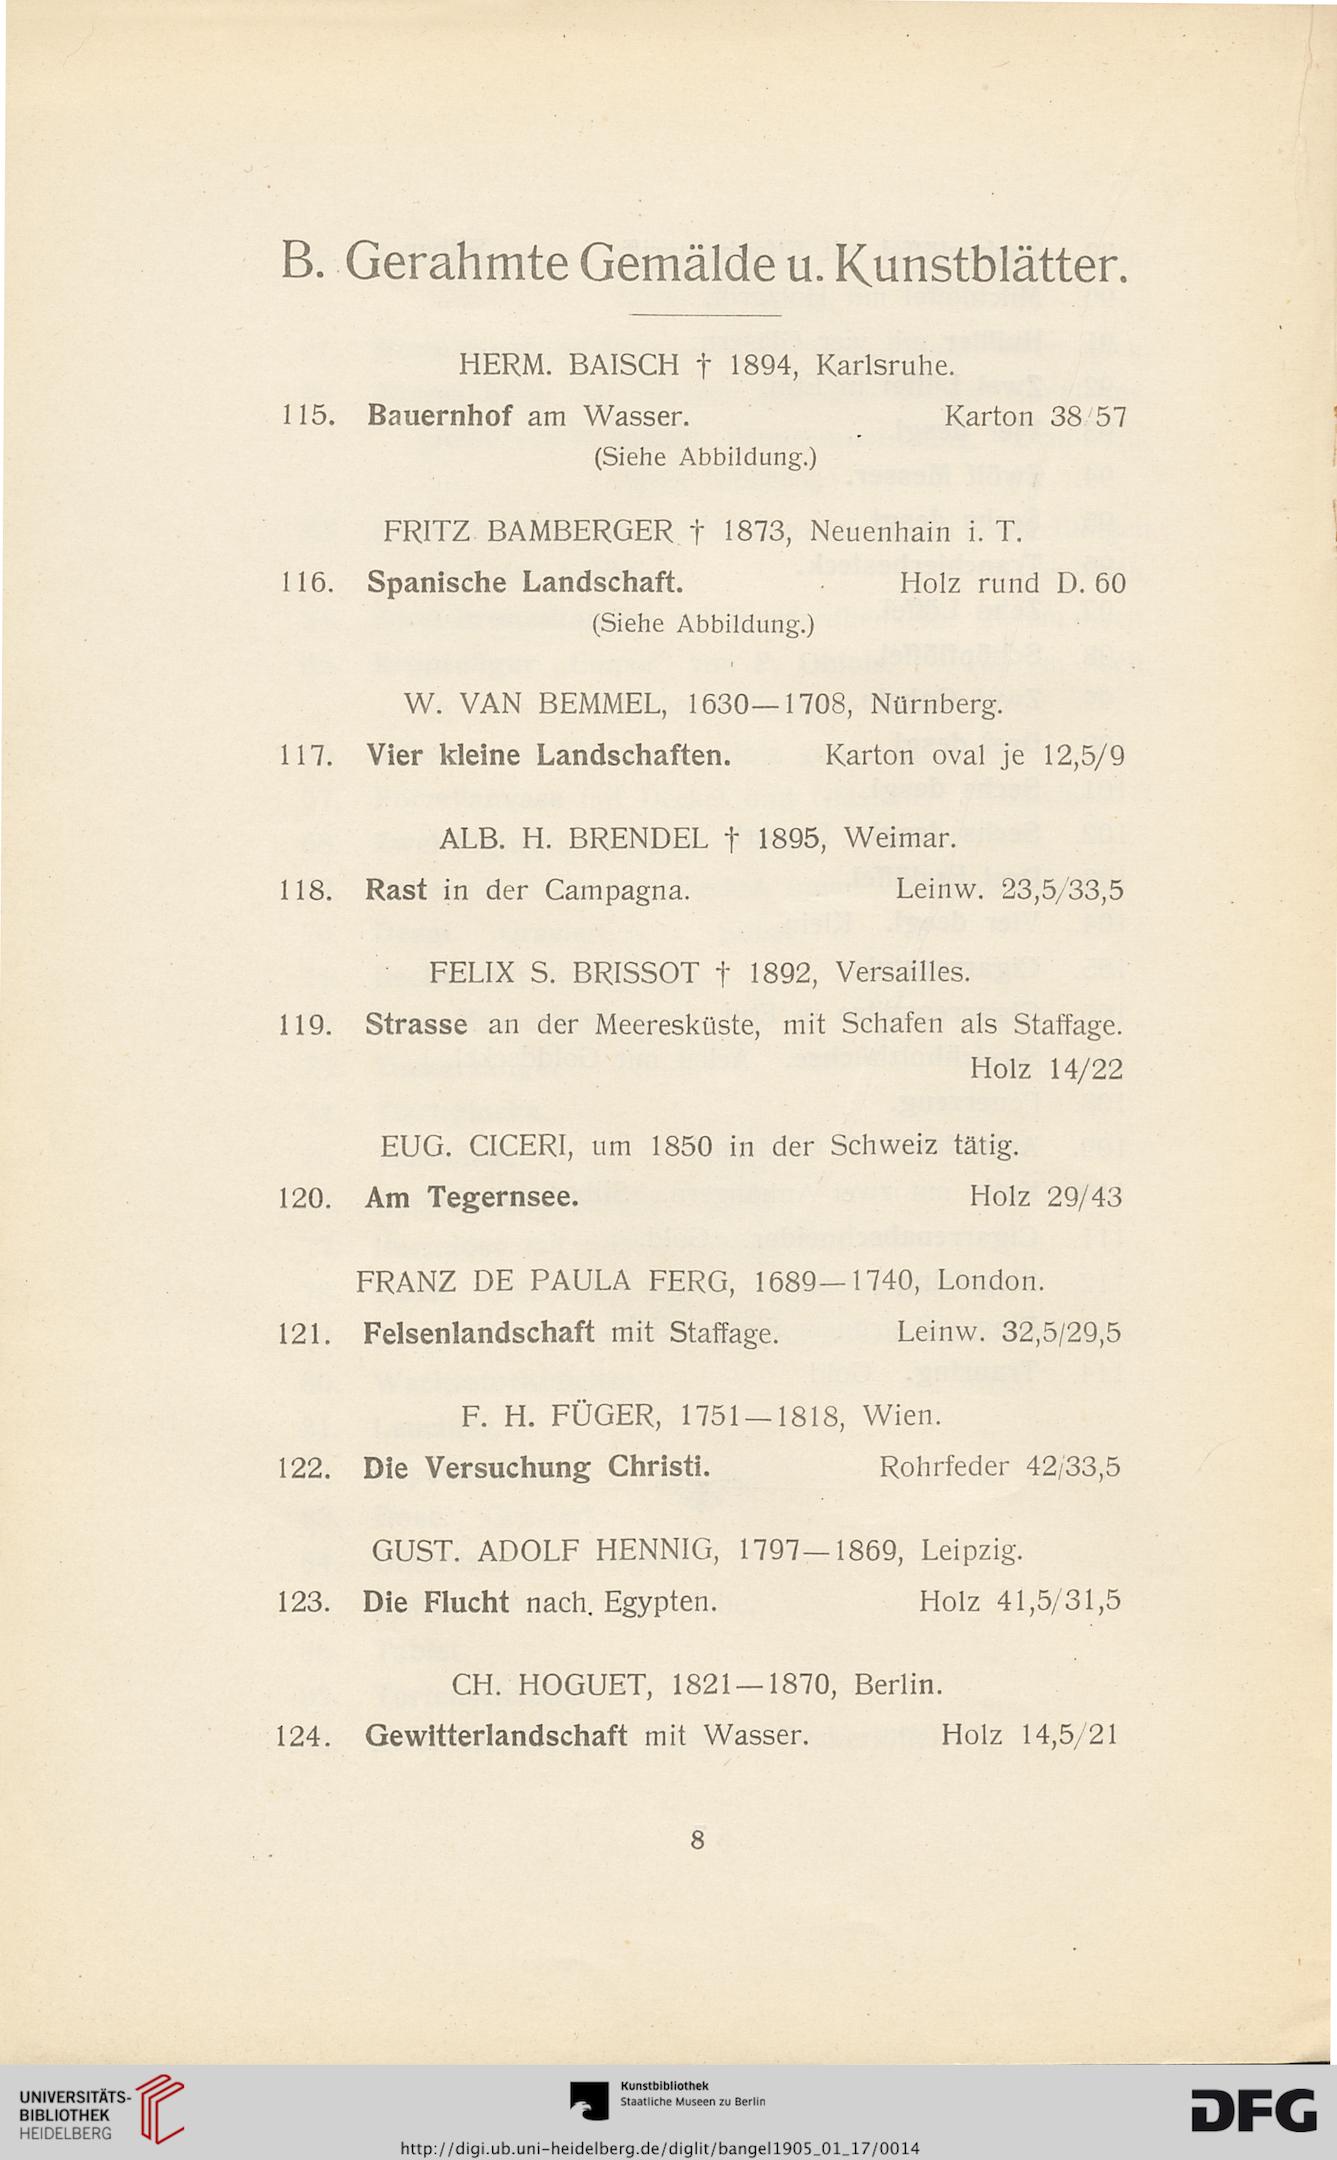 B. Gerahmte Gemälde u. Kunstblätter.
HERM. BAISCH † 1894, Karlsruhe.
115. Bauernhof am Wasser. Karton 38/57
(Siehe Abbildung.)
FRITZ BAMBERGER † 1873, Neuenhain i. T.
116. Spanische Landschaft. Holz rund D. 60
(Siehe Abbildung.)
W. VAN BEMMEL, 1630—1708, Nürnberg.
117. Vier kleine Landschaften. Karton oval je 12,5/9
ALB. H. BRENDEL † 1895, Weimar.
118. Rast in der Campagna. Leinw. 23,5/33,5
FELIX S. BRISSOT † 1892, Versailles.
119. Strasse an der Meeresküste, mit Schafen als Staffage.
Holz 14/22
EUG. CICERI, um 1850 in der Schweiz tätig.
120. Am Tegernsee. Holz 29/43
FRANZ DE PAULA FERG, 1689—1740, London.
121. Felsenlandschaft mit Staffage. Leinw. 32,5/29,5
F. H. FÜGER, 1751—1818, Wien.
122. Die Versuchung Christi. Rohrfeder 42/33,5
GUST. ADOLF HENNIG, 1797—1869, Leipzig.
123. Die Flucht nach Egypten. Holz 41,5/31,5
CH. HOGUET, 1821—1870, Berlin.
124. Gewitterlandschaft mit Wasser. Holz 14,5/21
8
UNIVERSITÄTS-
BIBLIOTHEK
HEIDELBERG
Kunstbibliothek
Staatliche Museen zu Berlin
http://digi.ub.uni-heidelberg.de/diglit/bangel1905_01_17/0014
DFG